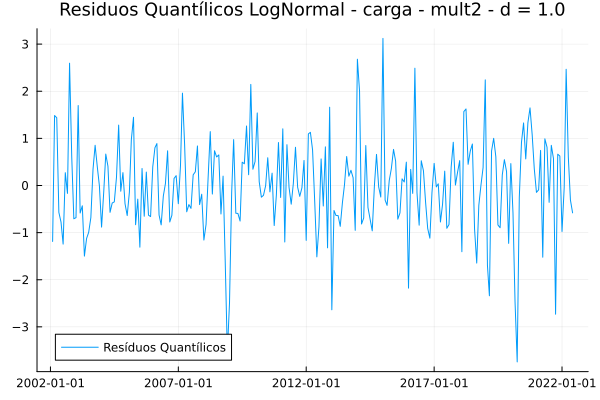 Residuos Quantílicos LogNormal - carga - mult2 - d = 1.0
3
2
1
0
−1
−2
−3
Resíduos Quantílicos
2002-01-01 2007-01-01 2012-01-01 2017-01-01 2022-01-01